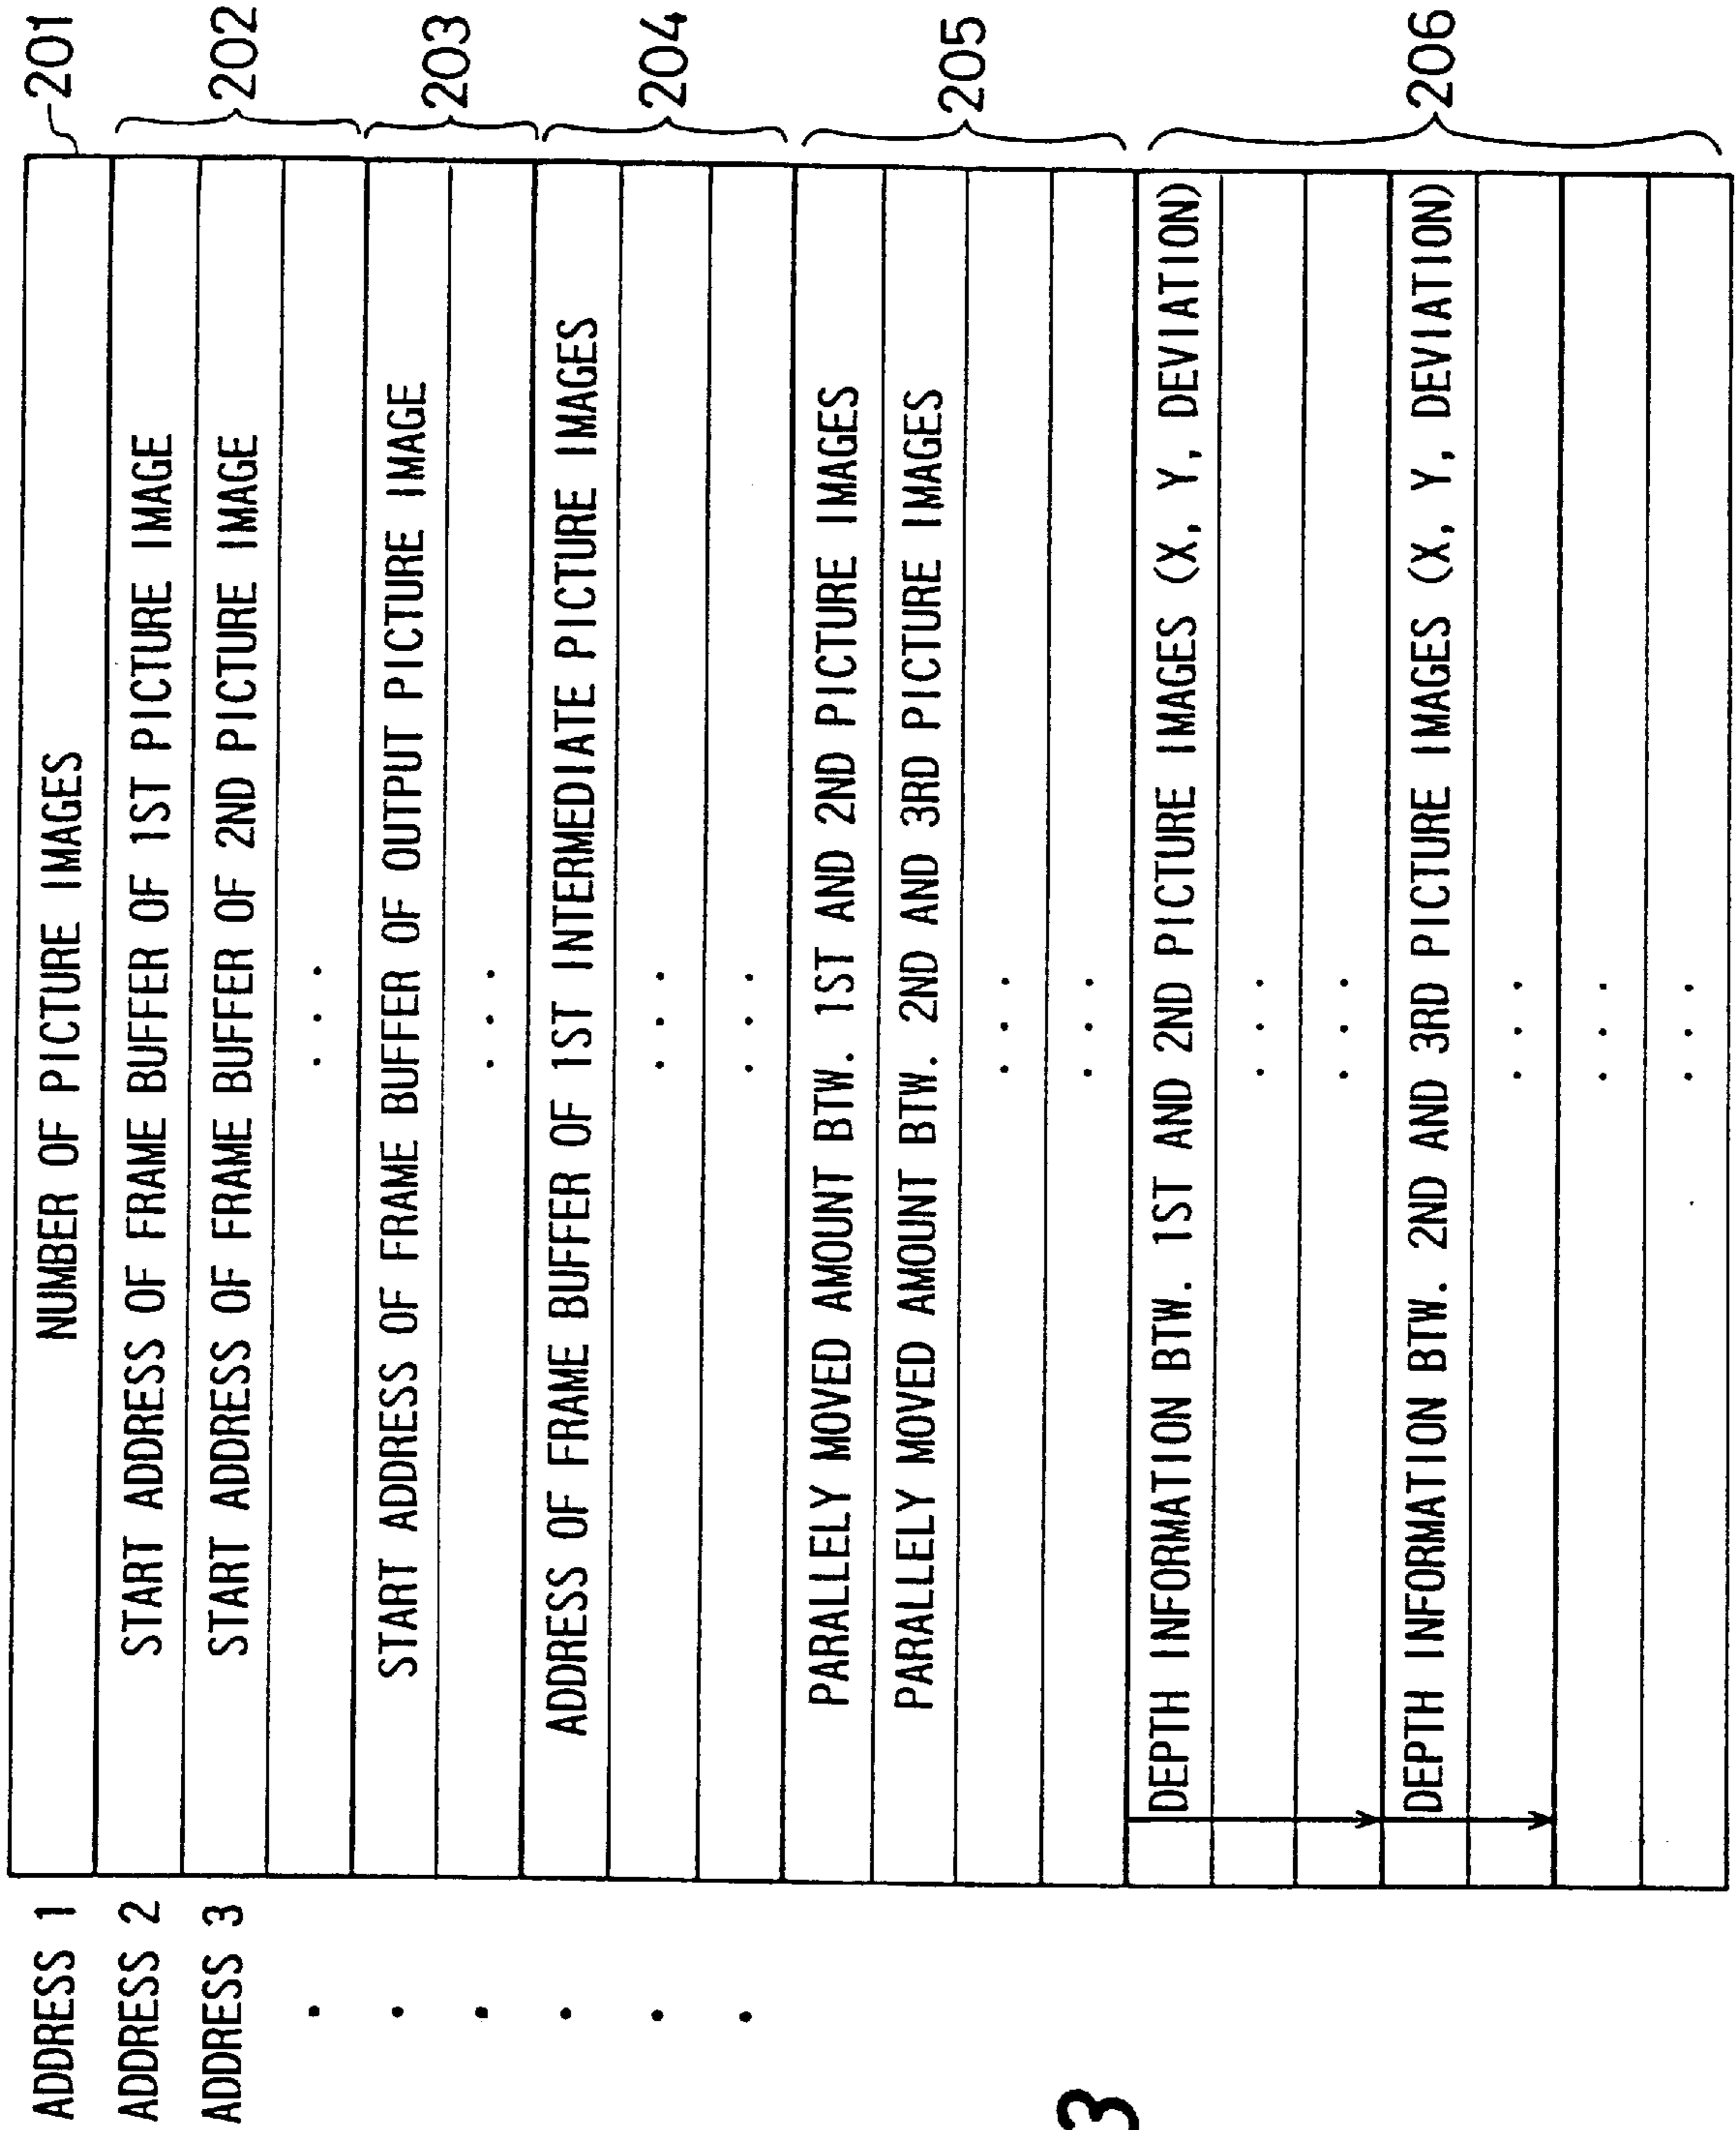 ADDRESS 1 NUMBER OF PICTURE IMAGES 201
ADDRESS 2 START ADDRESS OF FRAME BUFFER OF 1ST PICTURE IMAGE
ADDRESS 3 START ADDRESS OF FRAME BUFFER OF 2ND PICTURE IMAGE 202
. . .
START ADDRESS OF FRAME BUFFER OF OUTPUT PICTURE IMAGE 203
. . .
ADDRESS OF FRAME BUFFER OF 1ST INTERMEDIATE PICTURE IMAGES
. . . 204
. . .
PARALLELY MOVED AMOUNT BTW. 1ST AND 2ND PICTURE IMAGES
PARALLELY MOVED AMOUNT BTW. 2ND AND 3RD PICTURE IMAGES 205
. . .
. . .
DEPTH INFORMATION BTW. 1ST AND 2ND PICTURE IMAGES (X, Y, DEVIATION)
. . .
. . .
DEPTH INFORMATION BTW. 2ND AND 3RD PICTURE IMAGES (X, Y, DEVIATION) 206
. . .
. . .
. . .
3